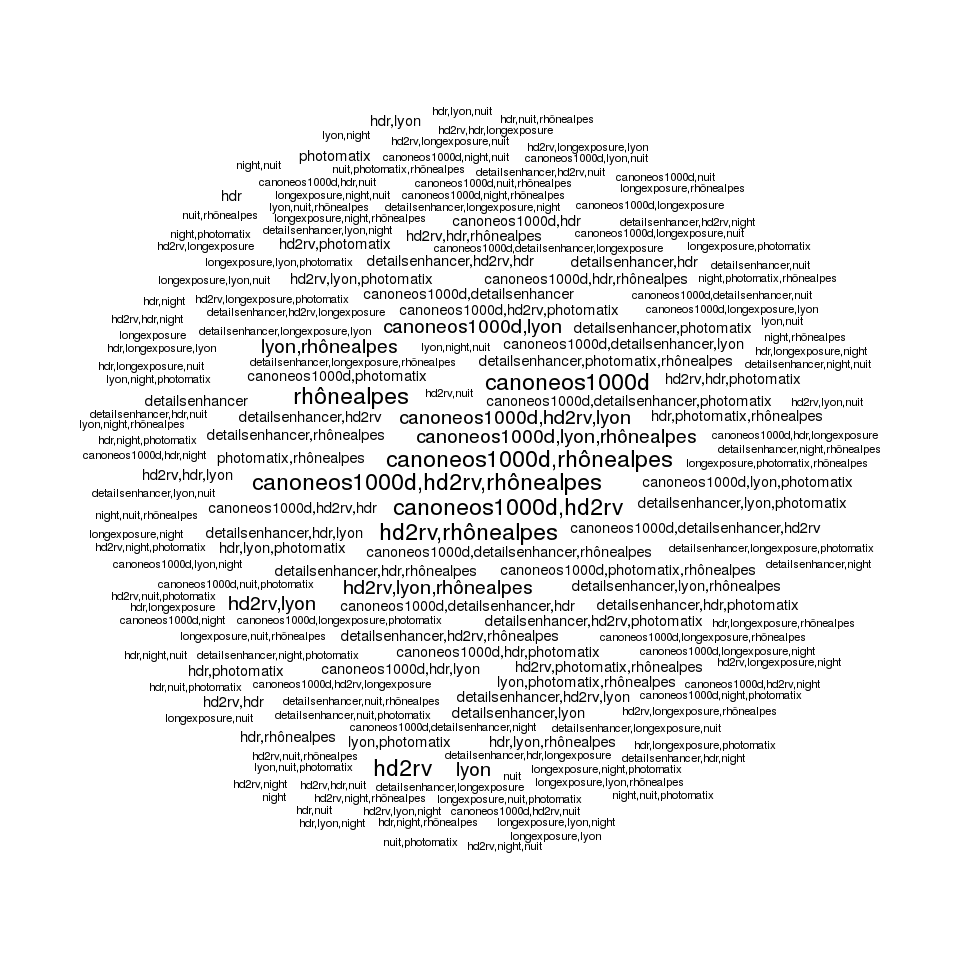 hdr,lyon,nuit
hdr,lyon
hdr,nuit,rhônealpes
hd2rv,hdr,longexposure
lyon,night
hd2rv,longexposure,nuit
hd2rv,longexposure,lyon
photomatix
canoneos1000d,night,nuit
canoneos1000d,lyon,nuit
night,nuit
nuit,photomatix,rhônealpes
detailsenhancer,hd2rv,nuit
canoneos1000d,nuit
canoneos1000d,hdr,nuit
canoneos1000d,nuit,rhônealpes
longexposure,rhônealpes
hdr
longexposure,night,nuit
canoneos1000d,night,rhônealpes
lyon,nuit,rhônealpes
detailsenhancer,longexposure,night
canoneos1000d,longexposure
nuit,rhônealpes
longexposure,night,rhônealpes
canoneos1000d,hdr
detailsenhancer,hd2rv,night
night,photomatix
detailsenhancer,lyon,night
hd2rv,hdr,rhônealpes
canoneos1000d,longexposure,nuit
hd2rv,longexposure
hd2rv,photomatix
canoneos1000d,detailsenhancer,longexposure
longexposure,photomatix
longexposure,lyon,photomatix
detailsenhancer,hd2rv,hdr
detailsenhancer,hdr
detailsenhancer,nuit
longexposure,lyon,nuit
hd2rv,lyon,photomatix
canoneos1000d,hdr,rhônealpes
night,photomatix,rhônealpes
hdr,night
hd2rv,longexposure,photomatix
canoneos1000d,detailsenhancer
canoneos1000d,detailsenhancer,nuit
detailsenhancer,hd2rv,longexposure
canoneos1000d,hd2rv,photomatix
canoneos1000d,longexposure,lyon
hd2rv,hdr,night
detailsenhancer,longexposure,lyon
canoneos1000d,lyon
detailsenhancer,photomatix
lyon,nuit
longexposure
night,rhônealpes
hdr,longexposure,lyon
lyon,rhônealpes
lyon,night,nuit
canoneos1000d,detailsenhancer,lyon
hdr,longexposure,night
hdr,longexposure,nuit
detailsenhancer,longexposure,rhônealpes
detailsenhancer,photomatix,rhônealpes
detailsenhancer,night,nuit
lyon,night,photomatix
canoneos1000d,photomatix
canoneos1000d
hd2rv,hdr,photomatix
detailsenhancer
rhônealpes
hd2rv,nuit
canoneos1000d,detailsenhancer,photomatix
hd2rv,lyon,nuit
detailsenhancer,hdr,nuit
detailsenhancer,hd2rv
canoneos1000d,hd2rv,lyon
hdr,photomatix,rhônealpes
lyon,night,rhônealpes
hdr,night,photomatix
detailsenhancer,rhônealpes
canoneos1000d,lyon,rhônealpes
canoneos1000d,hdr,longexposure
detailsenhancer,night,rhônealpes
canoneos1000d,hdr,night
photomatix,rhônealpes
canoneos1000d,rhônealpes
longexposure,photomatix,rhônealpes
hd2rv,hdr,lyon
canoneos1000d,hd2rv,rhônealpes
canoneos1000d,lyon,photomatix
detailsenhancer,lyon,nuit
night,nuit,rhônealpes
canoneos1000d,hd2rv,hdr
canoneos1000d,hd2rv
detailsenhancer,lyon,photomatix
longexposure,night
detailsenhancer,hdr,lyon
hd2rv,rhônealpes
canoneos1000d,detailsenhancer,hd2rv
hd2rv,night,photomatix
hdr,lyon,photomatix
canoneos1000d,detailsenhancer,rhônealpes
detailsenhancer,longexposure,photomatix
canoneos1000d,lyon,night
detailsenhancer,hdr,rhônealpes
canoneos1000d,photomatix,rhônealpes
detailsenhancer,night
canoneos1000d,nuit,photomatix
hd2rv,lyon,rhônealpes
detailsenhancer,lyon,rhônealpes
hd2rv,nuit,photomatix
hdr,longexposure
hd2rv,lyon
canoneos1000d,detailsenhancer,hdr
detailsenhancer,hdr,photomatix
canoneos1000d,night
canoneos1000d,longexposure,photomatix
detailsenhancer,hd2rv,photomatix
hdr,longexposure,rhônealpes
longexposure,nuit,rhônealpes
detailsenhancer,hd2rv,rhônealpes
canoneos1000d,longexposure,rhônealpes
hdr,night,nuit
detailsenhancer,night,photomatix
canoneos1000d,hdr,photomatix
canoneos1000d,longexposure,night
hdr,photomatix
canoneos1000d,hdr,lyon
hd2rv,photomatix,rhônealpes
hd2rv,longexposure,night
hdr,nuit,photomatix
canoneos1000d,hd2rv,longexposure
lyon,photomatix,rhônealpes
canoneos1000d,hd2rv,night
hd2rv,hdr
detailsenhancer,nuit,rhônealpes
detailsenhancer,hd2rv,lyon
canoneos1000d,night,photomatix
longexposure,nuit
detailsenhancer,nuit,photomatix
detailsenhancer,lyon
hd2rv,longexposure,rhônealpes
canoneos1000d,detailsenhancer,night
detailsenhancer,longexposure,nuit
hdr,rhônealpes
lyon,photomatix
hdr,lyon,rhônealpes
hdr,longexposure,photomatix
hd2rv,nuit,rhônealpes
detailsenhancer,hdr,longexposure
detailsenhancer,hdr,night
lyon,nuit,photomatix
hd2rv
lyon
nuit
longexposure,night,photomatix
hd2rv,night
hd2rv,hdr,nuit
detailsenhancer,longexposure
longexposure,lyon,rhônealpes
night
hd2rv,night,rhônealpes
longexposure,nuit,photomatix
night,nuit,photomatix
hdr,nuit
hd2rv,lyon,night
canoneos1000d,hd2rv,nuit
hdr,lyon,night
hdr,night,rhônealpes
longexposure,lyon,night
nuit,photomatix
longexposure,lyon
hd2rv,night,nuit